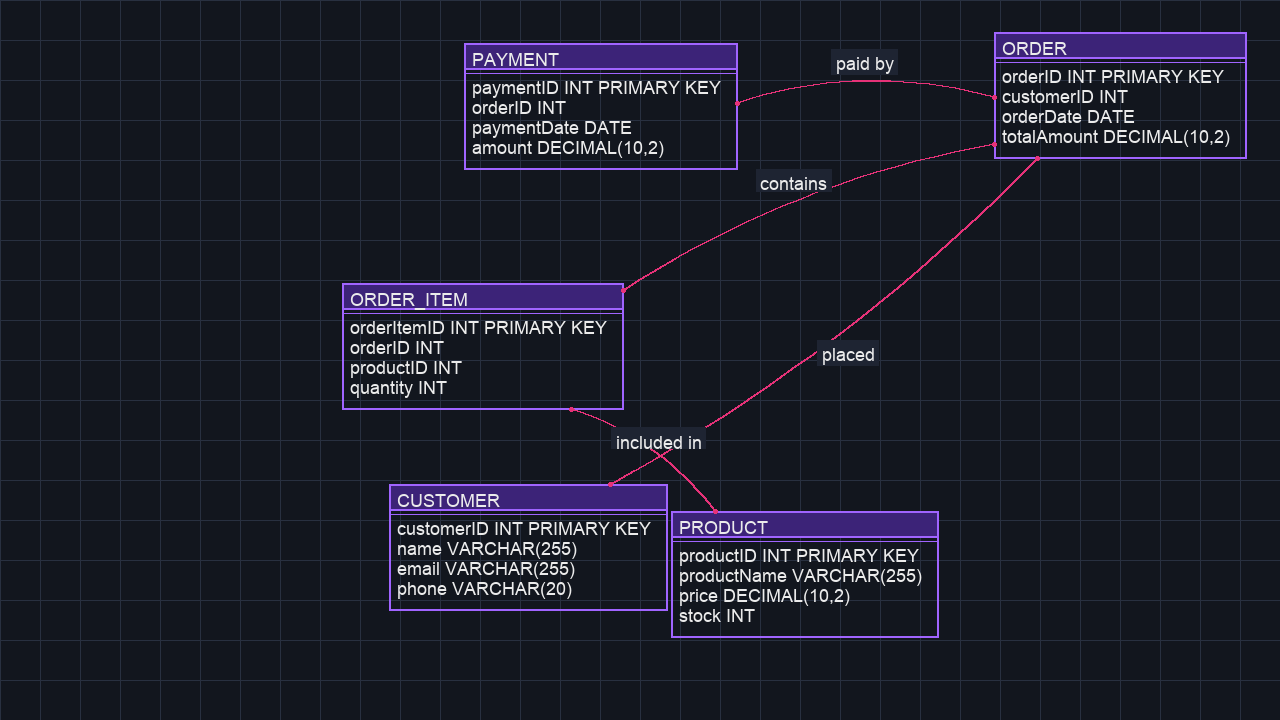 PAYMENT
paymentID INT PRIMARY KEY
orderID INT
paymentDate DATE
amount DECIMAL(10,2)
paid by
ORDER
orderID INT PRIMARY KEY
customerID INT
orderDate DATE
totalAmount DECIMAL(10,2)
contains
ORDER_ITEM
orderItemID INT PRIMARY KEY
orderID INT
productID INT
quantity INT
placed
included in
CUSTOMER
customerID INT PRIMARY KEY
name VARCHAR(255)
email VARCHAR(255)
phone VARCHAR(20)
PRODUCT
productID INT PRIMARY KEY
productName VARCHAR(255)
price DECIMAL(10,2)
stock INT